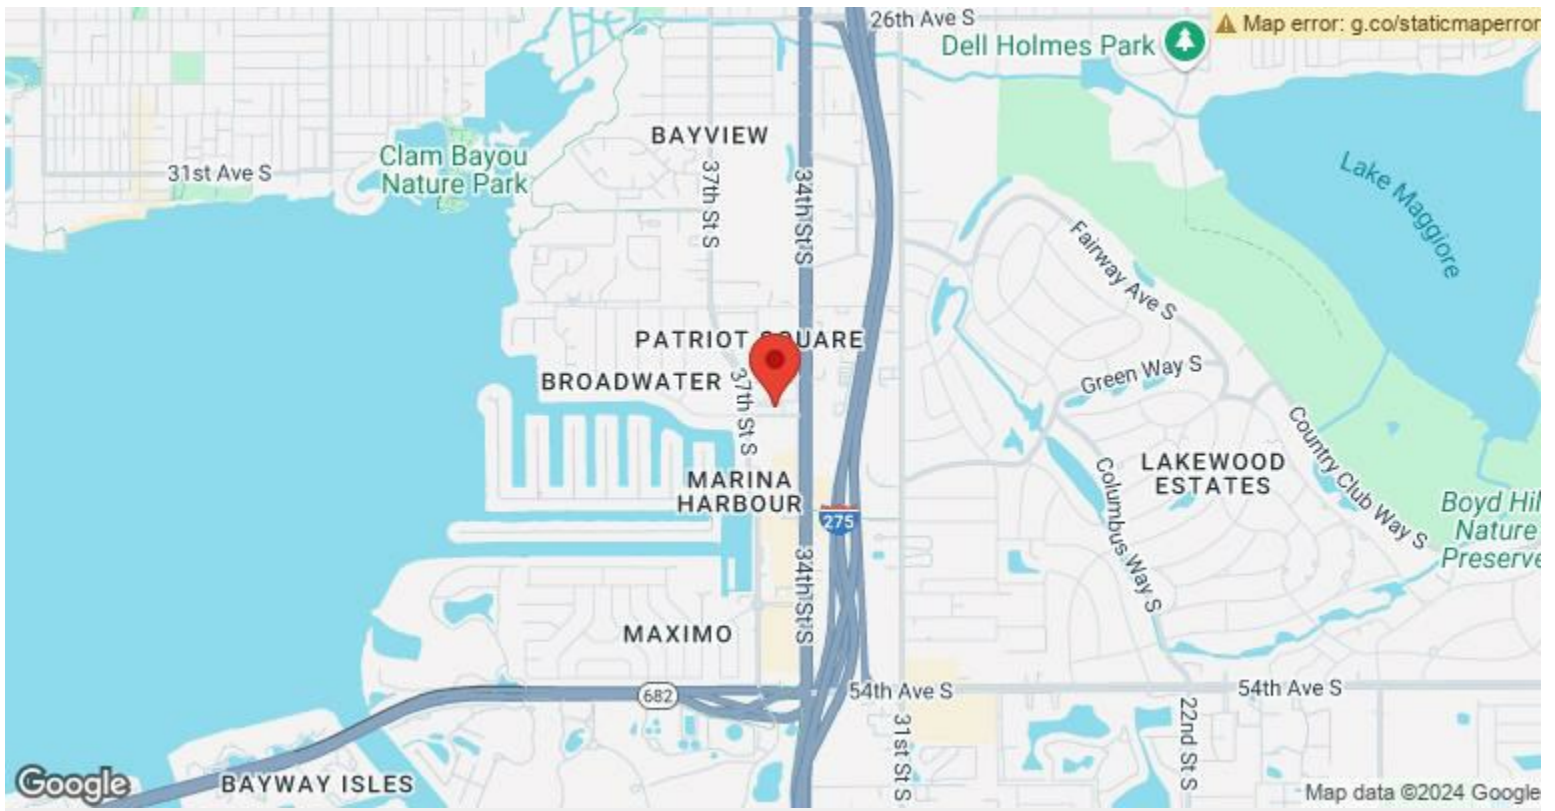 26th Ave S
Map error: g.co/staticmaperror
Dell Holmes Park
BAYVIEW
Clam Bayou
Nature Park
31st Ave S
37th St S
34th St S
Lake Maggiore
Fairway Ave S
PATRIOT SQUARE
BROADWATER
37th St S
Green Way S
Country Club Way S
LAKEWOOD
ESTATES
Columbus Way S
MARINA
HARBOUR
275
Boyd Hil
Nature
Preserve
34th St S
MAXIMO
682
54th Ave S
54th Ave S
31st St S
22nd St S
BAYWAY ISLES
Google
Map data ©2024 Google